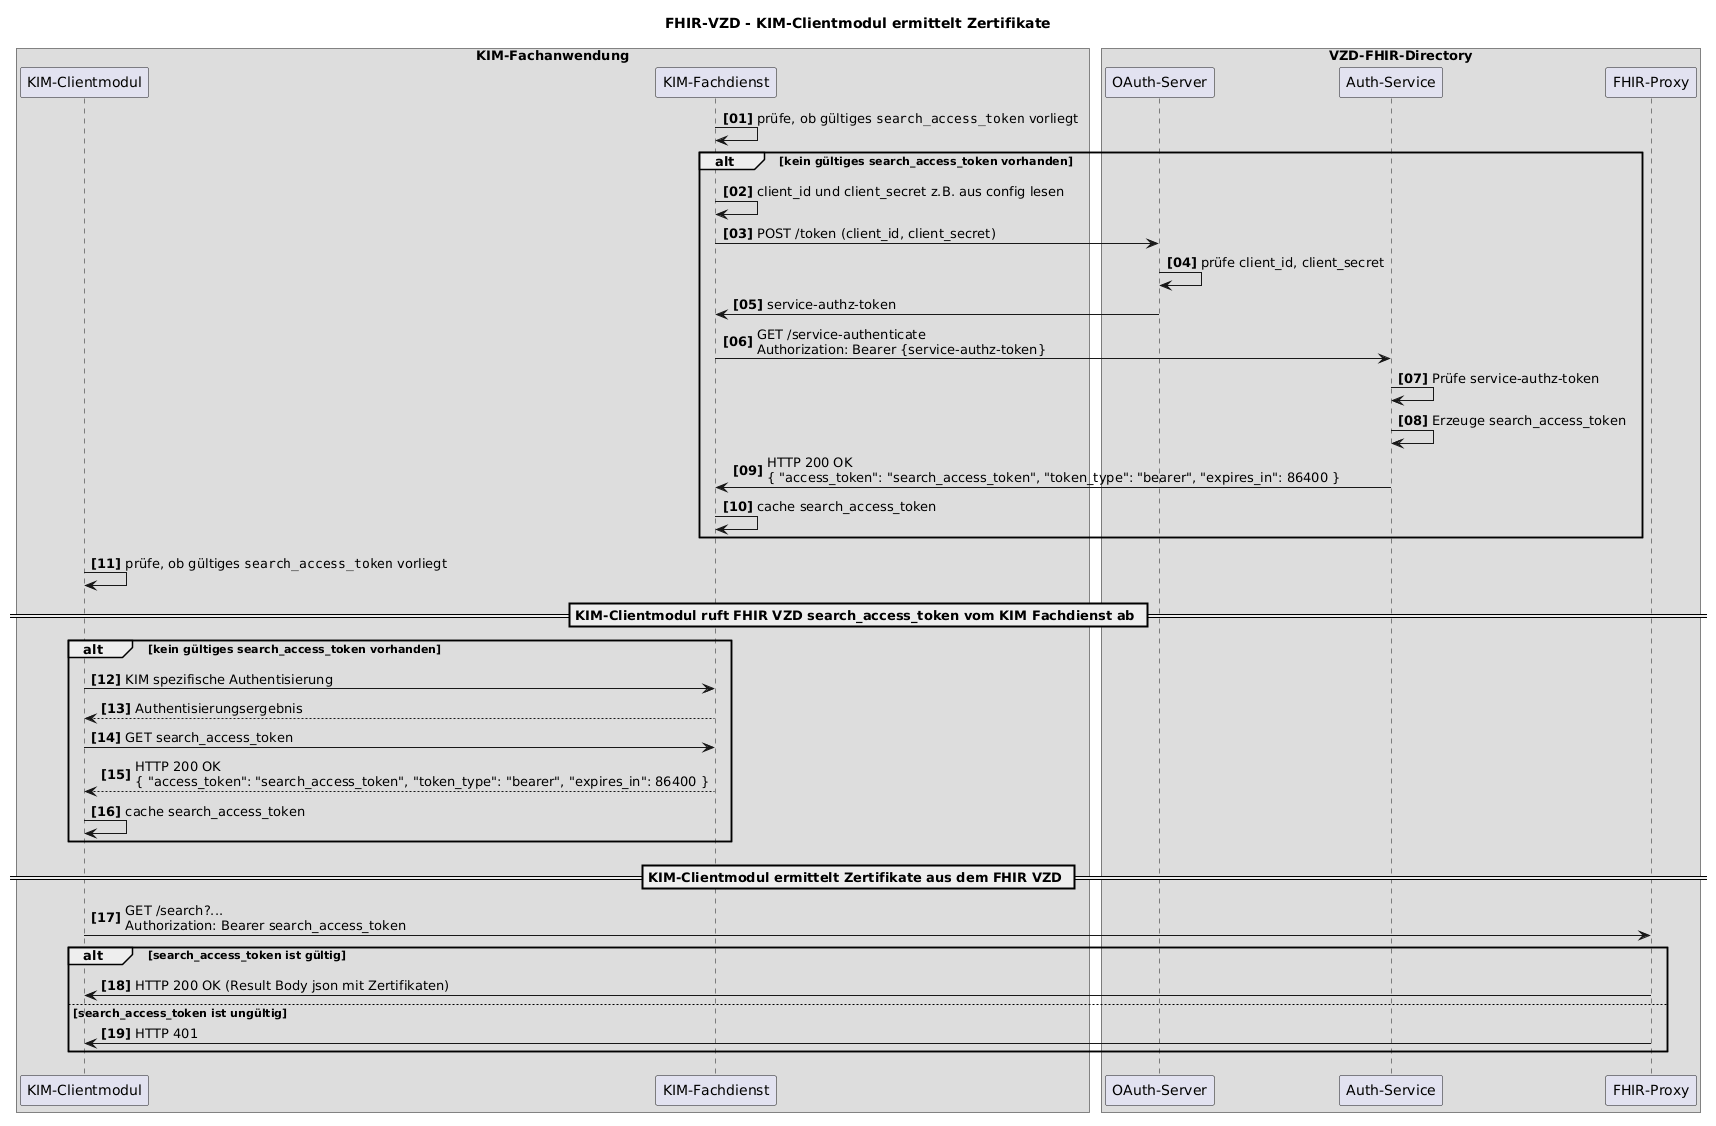 FHIR-VZD - KIM-Clientmodul ermittelt Zertifikate
KIM-Fachanwendung
VZD-FHIR-Directory
KIM-Clientmodul
KIM-Fachdienst
OAuth-Server
Auth-Service
FHIR-Proxy
[01] prüfe, ob gültiges search_access_token vorliegt
alt [kein gültiges search_access_token vorhanden]
[02] client_id und client_secret z.B. aus config lesen
[03] POST /token (client_id, client_secret)
[04] prüfe client_id, client_secret
[05] service-authz-token
[06] GET /service-authenticate
Authorization: Bearer {service-authz-token}
[07] Prüfe service-authz-token
[08] Erzeuge search_access_token
[09] HTTP 200 OK
{ "access_token": "search_access_token", "token_type": "bearer", "expires_in": 86400 }
[10] cache search_access_token
[11] prüfe, ob gültiges search_access_token vorliegt
KIM-Clientmodul ruft FHIR VZD search_access_token vom KIM Fachdienst ab
alt [kein gültiges search_access_token vorhanden]
[12] KIM spezifische Authentisierung
[13] Authentisierungsergebnis
[14] GET search_access_token
[15] HTTP 200 OK
{ "access_token": "search_access_token", "token_type": "bearer", "expires_in": 86400 }
[16] cache search_access_token
KIM-Clientmodul ermittelt Zertifikate aus dem FHIR VZD
[17] GET /search?...
Authorization: Bearer search_access_token
alt [search_access_token ist gültig]
[18] HTTP 200 OK (Result Body json mit Zertifikaten)
[search_access_token ist ungültig]
[19] HTTP 401
KIM-Clientmodul
KIM-Fachdienst
OAuth-Server
Auth-Service
FHIR-Proxy